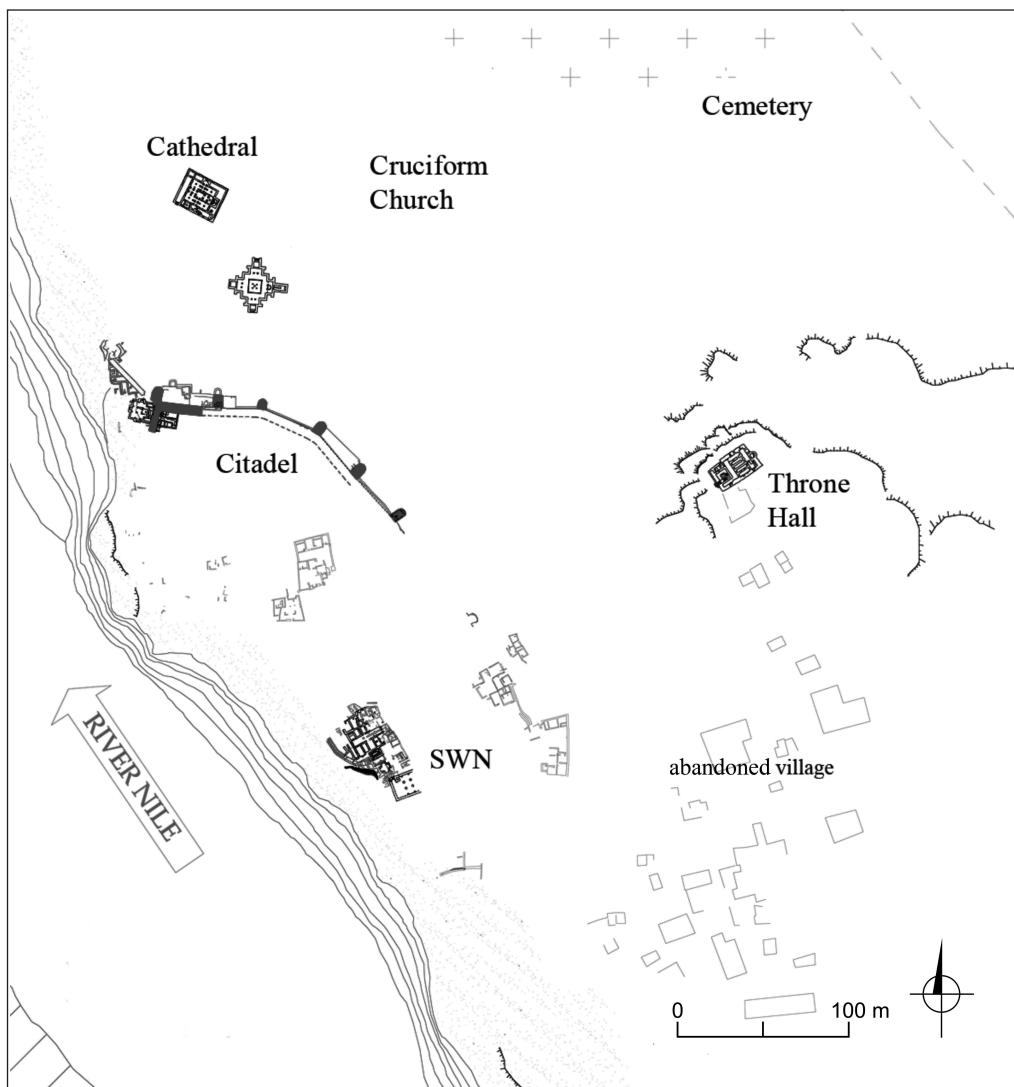 Cemetery
Cathedral
Cruciform
Church
Citadel
Throne
Hall
SWN
abandoned village
RIVER NILE
0 100 m